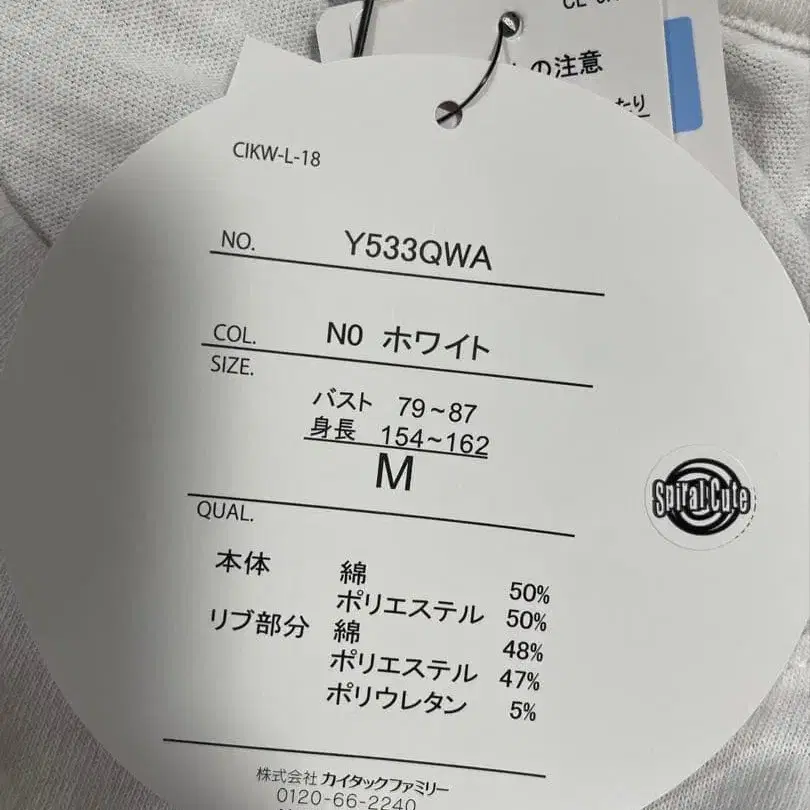 の注意
たり
CIKW-L-18
NO. Y533QWA
COL. N0 ホワイト
SIZE.
バスト 79~87
身長 154~162
M
Spiral Cute
QUAL.
本体 綿 50%
ポリエステル 50%
リブ部分 綿 48%
ポリエステル 47%
ポリウレタン 5%
株式会社 カイタックファミリー
0120-66-2240